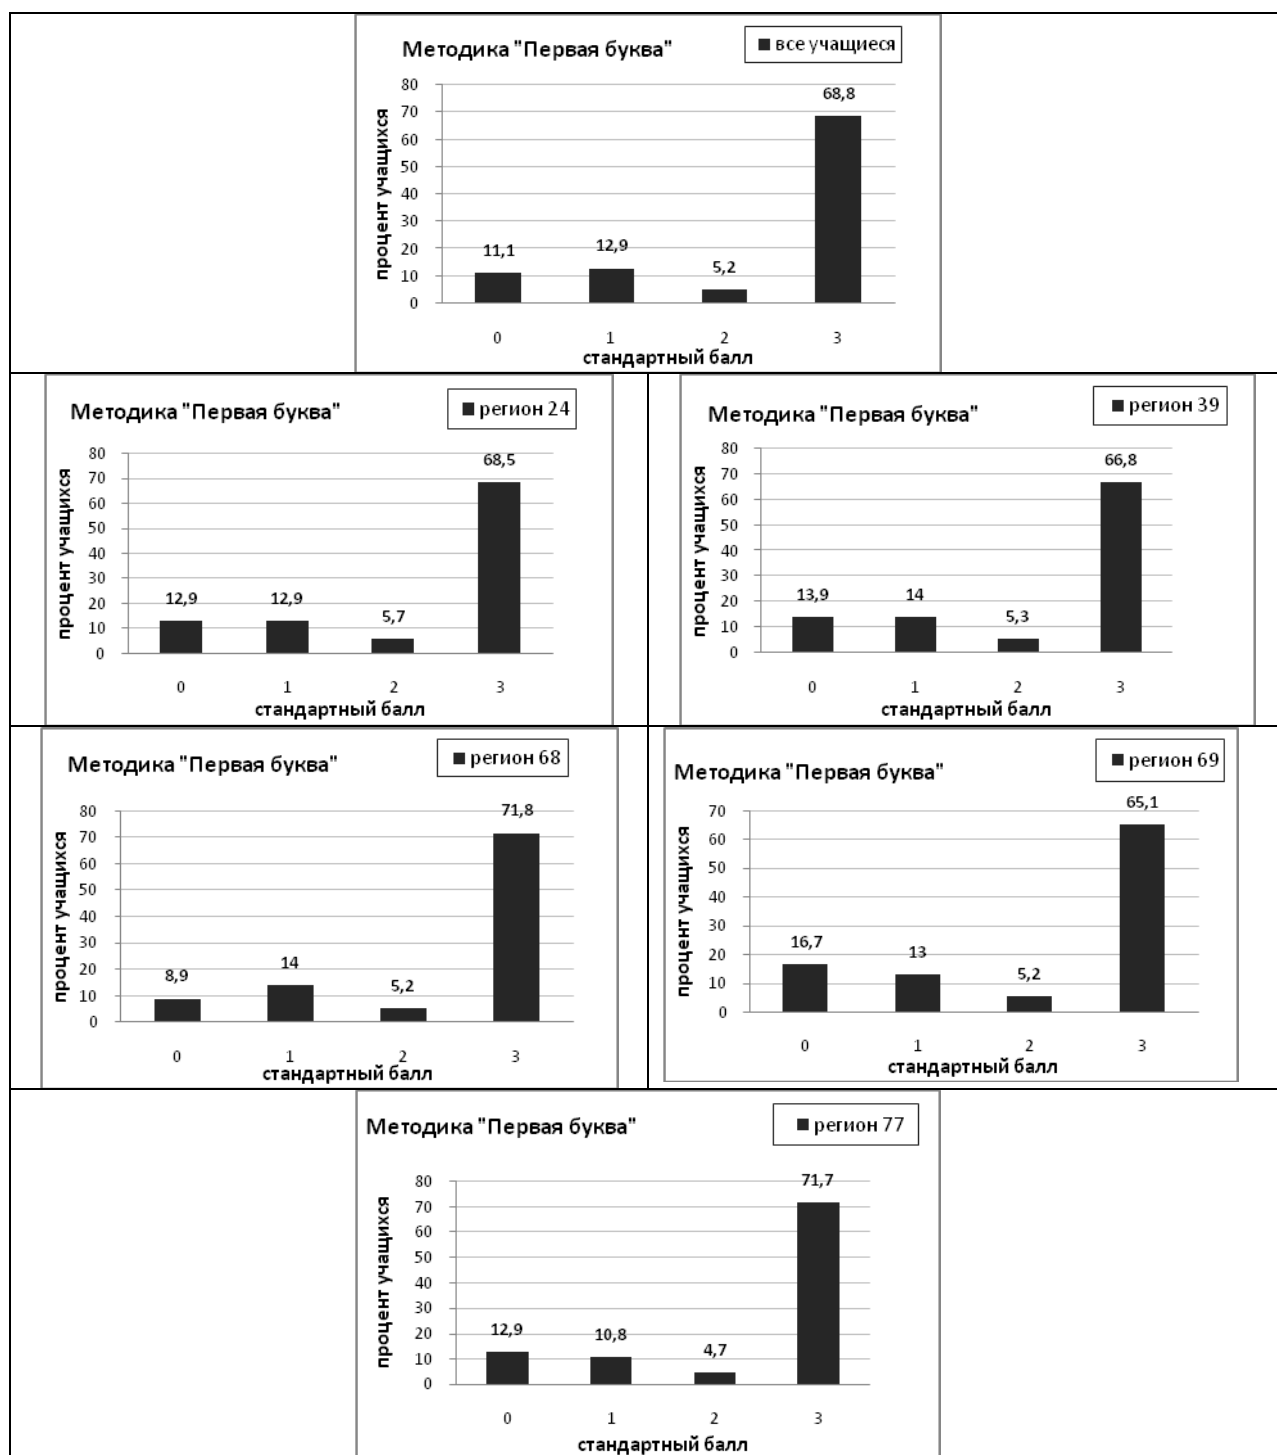 Методика "Первая буква"
все учащиеся
процент учащихся
80
70
60
50
40
30
20
10
0
11,1
12,9
5,2
68,8
0 1 2 3
стандартный балл
Методика "Первая буква"
регион 24
процент учащихся
80
70
60
50
40
30
20
10
0
12,9
12,9
5,7
68,5
0 1 2 3
стандартный балл
Методика "Первая буква"
регион 39
процент учащихся
80
70
60
50
40
30
20
10
0
13,9
14
5,3
66,8
0 1 2 3
стандартный балл
Методика "Первая буква"
регион 68
процент учащихся
80
70
60
50
40
30
20
10
0
8,9
14
5,2
71,8
0 1 2 3
стандартный балл
Методика "Первая буква"
регион 69
процент учащихся
70
60
50
40
30
20
10
0
16,7
13
5,2
65,1
0 1 2 3
стандартный балл
Методика "Первая буква"
регион 77
процент учащихся
80
70
60
50
40
30
20
10
0
12,9
10,8
4,7
71,7
0 1 2 3
стандартный балл